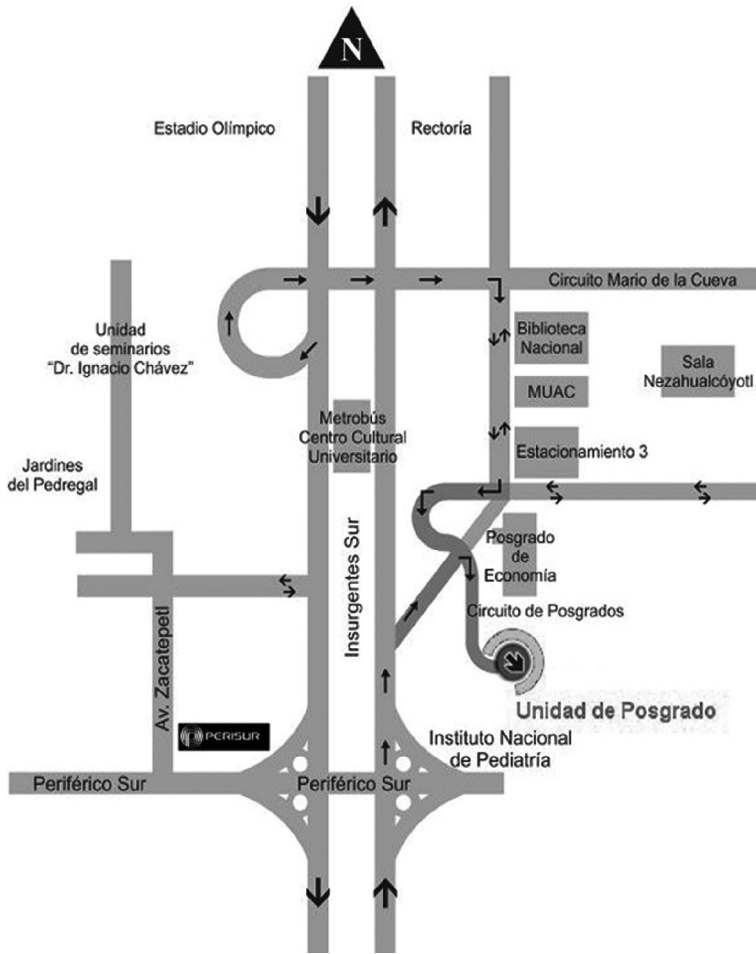 N
Estadio Olímpico
Rectoría
Circuito Mario de la Cueva
Unidad
de seminarios
“Dr. Ignacio Chávez”
Biblioteca
Nacional
Sala
Nezahualcóyotl
MUAC
Metrobús
Centro Cultural
Universitario
Estacionamiento 3
Jardines
del Pedregal
Posgrado
de
Economía
Insurgentes Sur
Circuito de Posgrados
Av. Zacatepetl
Unidad de Posgrado
PERISUR
Instituto Nacional
de Pediatría
Periférico Sur
Periférico Sur